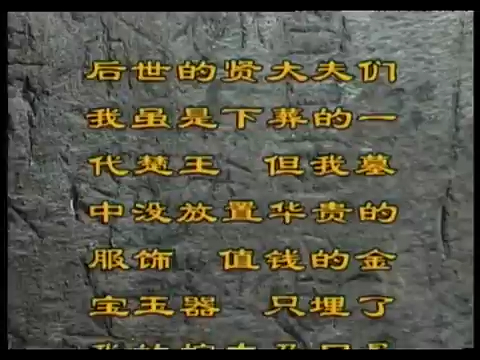 后世的贤大夫们
我虽是下葬的一
代楚王　但我墓
中没放置华贵的
服饰　值钱的金
宝玉器　只埋了